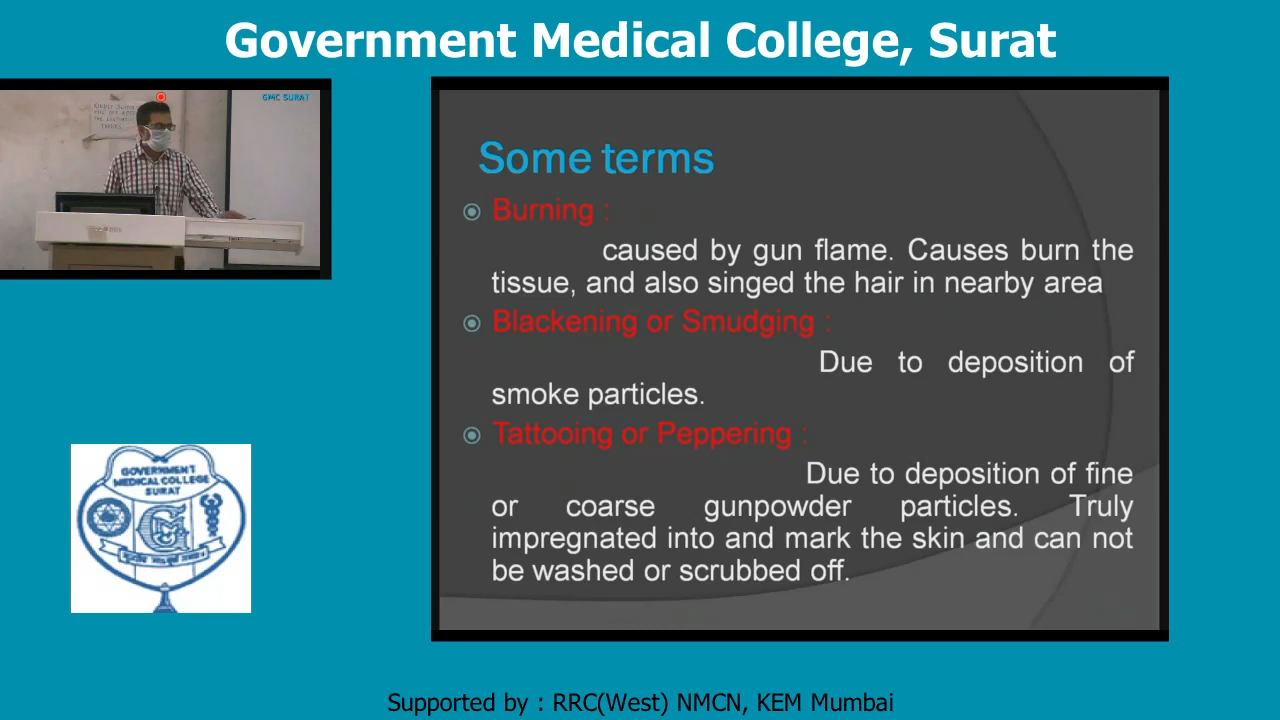 Government Medical College, Surat
GMC SURAT
Some terms
Burning :
caused by gun flame. Causes burn the
tissue, and also singed the hair in nearby area
Blackening or Smudging :
Due to deposition of
smoke particles.
Tattooing or Peppering :
Due to deposition of fine
or coarse gunpowder particles. Truly
impregnated into and mark the skin and can not
be washed or scrubbed off.
GOVERNMENT
MEDICAL COLLEGE
SURAT
Supported by : RRC(West) NMCN, KEM Mumbai